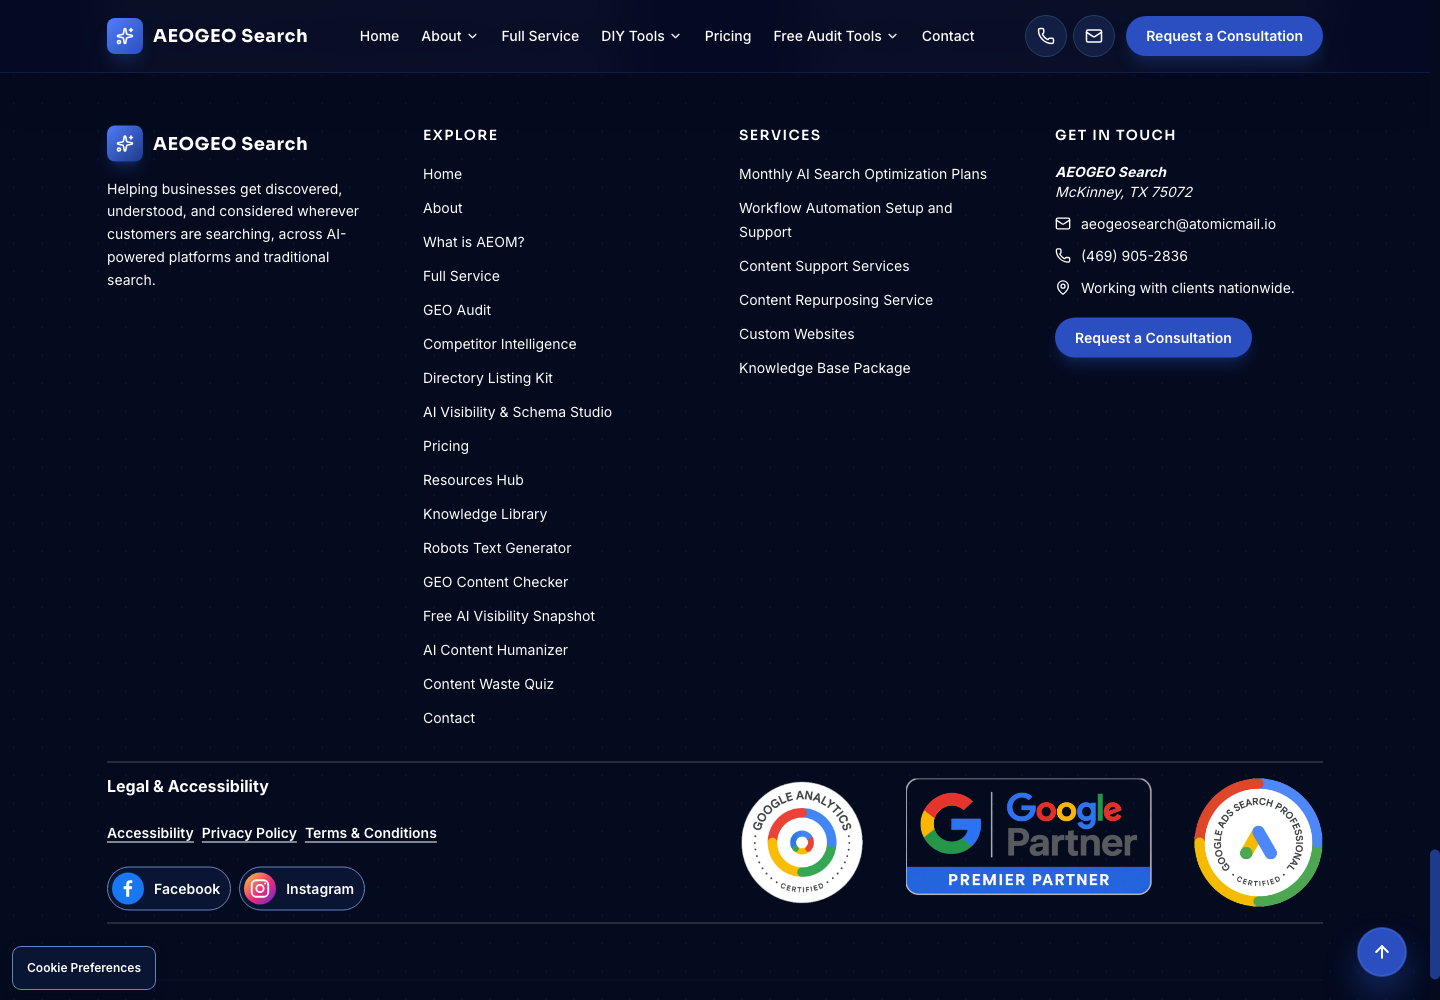 AEOGEO Search
Home
About
Full Service
DIY Tools
Pricing
Free Audit Tools
Contact
Request a Consultation
AEOGEO Search
Helping businesses get discovered,
understood, and considered wherever
customers are searching, across AI-
powered platforms and traditional
search.
EXPLORE
Home
About
What is AEOM?
Full Service
GEO Audit
Competitor Intelligence
Directory Listing Kit
AI Visibility & Schema Studio
Pricing
Resources Hub
Knowledge Library
Robots Text Generator
GEO Content Checker
Free AI Visibility Snapshot
AI Content Humanizer
Content Waste Quiz
Contact
SERVICES
Monthly AI Search Optimization Plans
Workflow Automation Setup and
Support
Content Support Services
Content Repurposing Service
Custom Websites
Knowledge Base Package
GET IN TOUCH
AEOGEO Search
McKinney, TX 75072
aeogeosearch@atomicmail.io
(469) 905-2836
Working with clients nationwide.
Request a Consultation
Legal & Accessibility
Accessibility Privacy Policy Terms & Conditions
Facebook
Instagram
GOOGLE ANALYTICS
CERTIFIED
Google
Partner
PREMIER PARTNER
GOOGLE ADS SEARCH PROFESSIONAL
CERTIFIED
Cookie Preferences